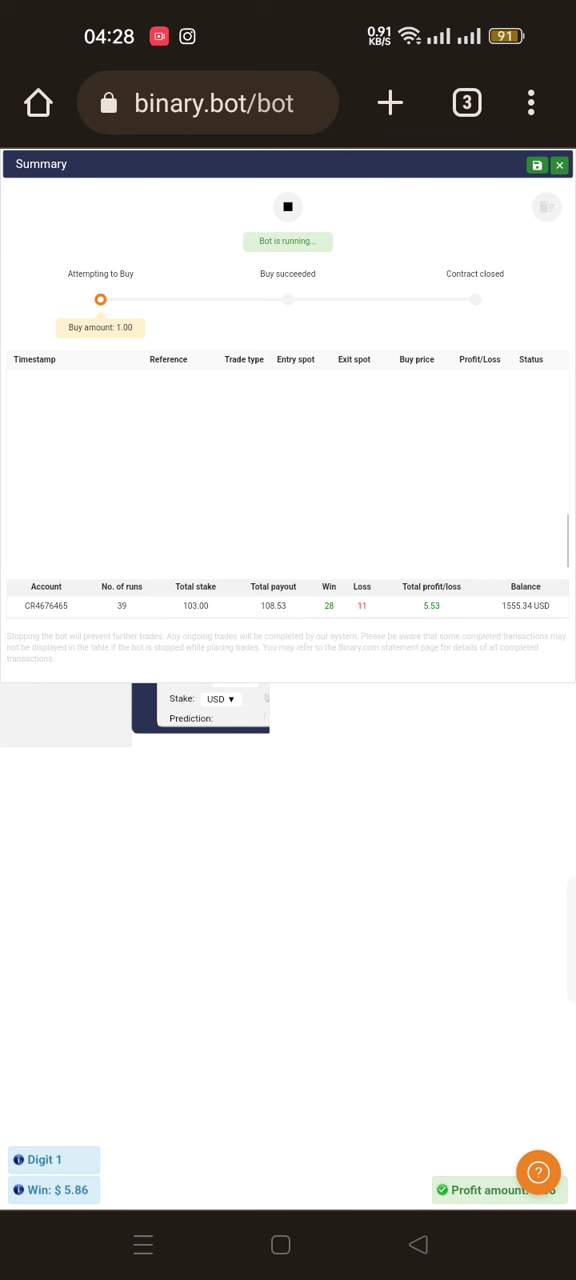 04:28
0.91
KB/S
91
binary.bot/bot
3
Summary
Bot is running...
Attempting to Buy Buy succeeded Contract closed
Buy amount: 1.00
Timestamp Reference Trade type Entry spot Exit spot Buy price Profit/Loss Status
Account No. of runs Total stake Total payout Win Loss Total profit/loss Balance
CR4676465 39 103.00 108.53 28 11 5.53 1555.34 USD
Stopping the bot will prevent further trades. Any ongoing trades will be completed by our system. Please be aware that some completed transactions may
not be displayed in the table if the bot is stopped while placing trades. You may refer to the Binary.com statement page for details of all completed
transactions.
Stake: USD ▼
Prediction:
Digit 1
Win: $ 5.86
Profit amount:
?